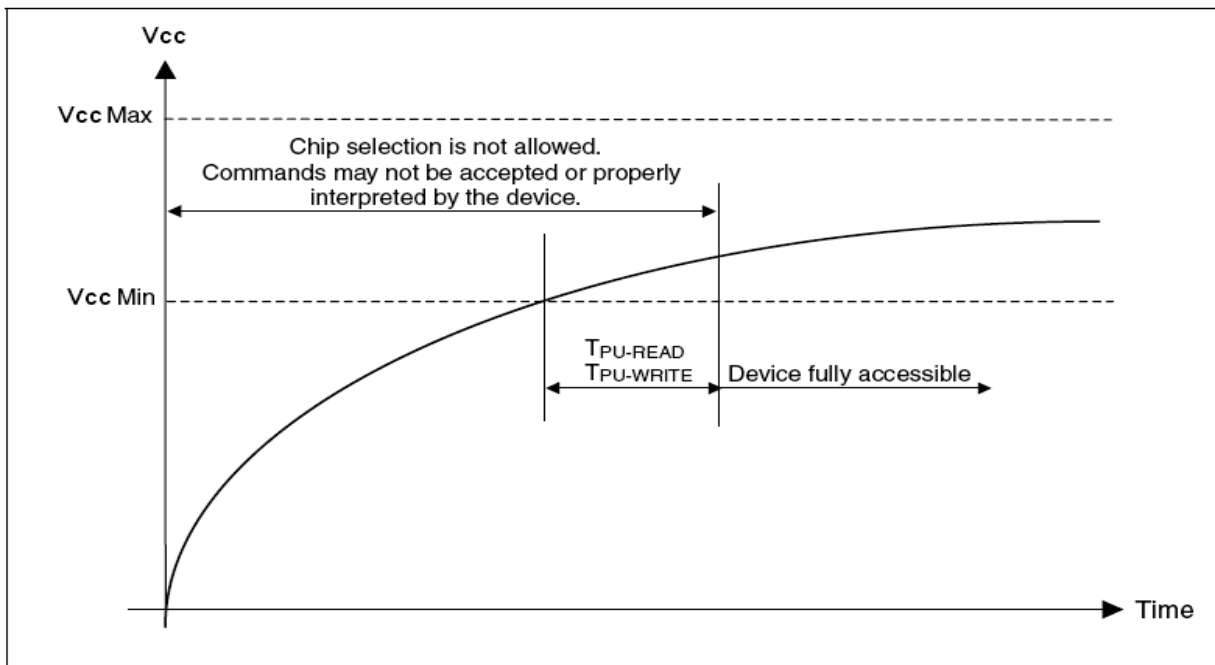 Vcc
Vcc Max
Chip selection is not allowed.
Commands may not be accepted or properly
interpreted by the device.
Vcc Min
TPU-READ
TPU-WRITE
Device fully accessible
Time